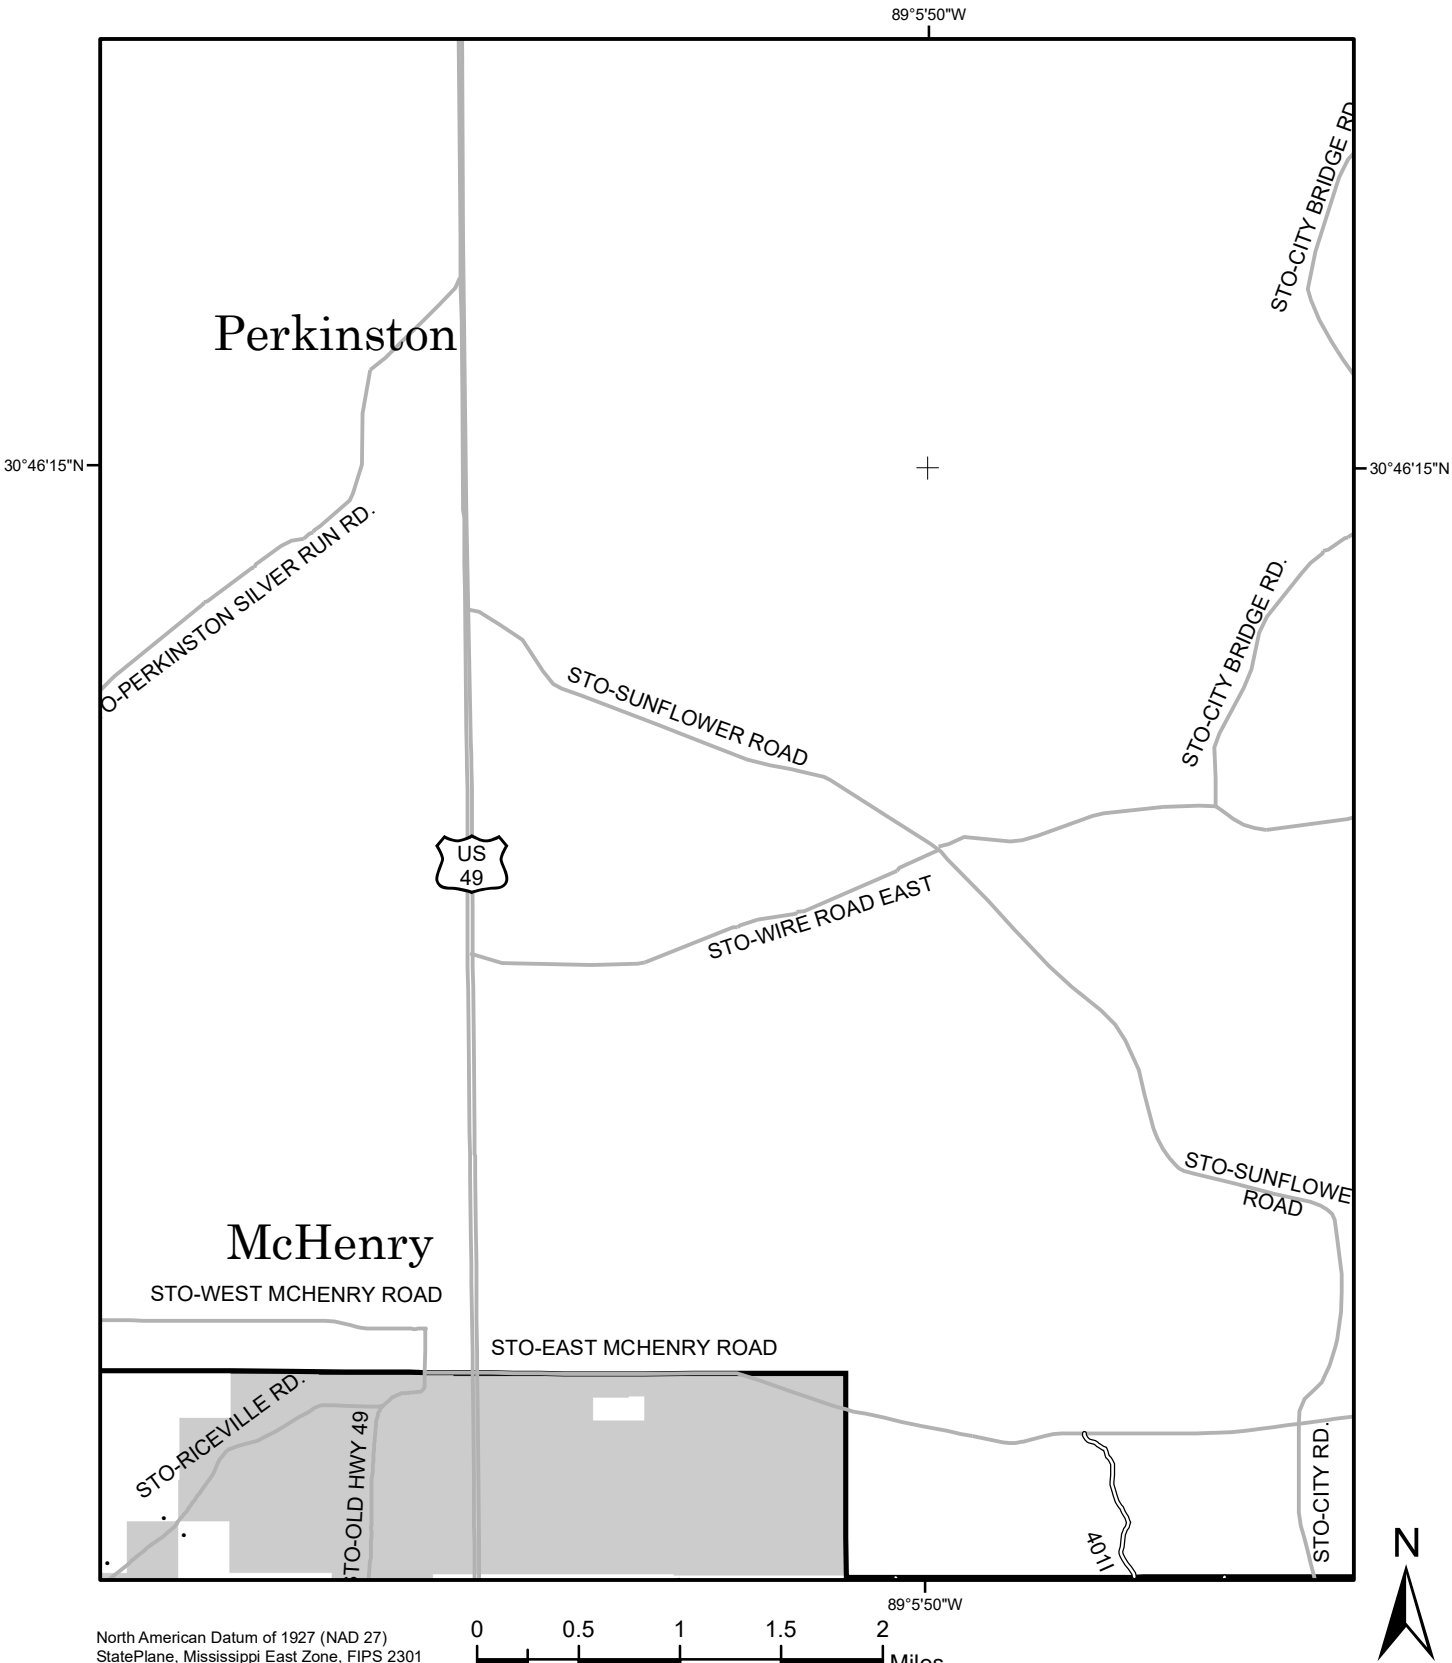 89°5'50"W
STO-CITY BRIDGE RD
Perkinston
30°46'15"N
30°46'15"N
O-PERKINSTON SILVER RUN RD.
STO-CITY BRIDGE RD.
STO-SUNFLOWER ROAD
US
49
STO-WIRE ROAD EAST
STO-SUNFLOWE
ROAD
McHenry
STO-WEST MCHENRY ROAD
STO-EAST MCHENRY ROAD
STO-RICEVILLE RD.
STO-OLD HWY 49
401I
STO-CITY RD.
N
89°5'50"W
North American Datum of 1927 (NAD 27)
StatePlane, Mississippi East Zone, FIPS 2301
0 0.5 1 1.5 2
Miles